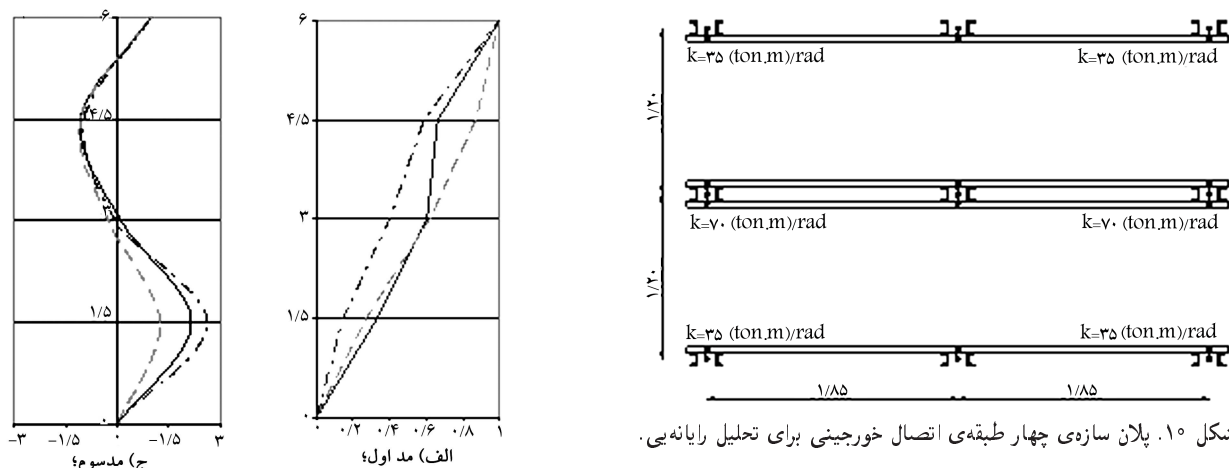 ۶
۴/۵
۱/۵
۰
−۳ −۱/۵ ۰ −۱/۵ ۳
ج) مدسوم؛
۶
۴/۵
۳
۱/۵
۰
۰ ۰/۲ ۰/۴ ۰/۶ ۰/۸ ۱
الف) مد اول؛
k=۳۵ (ton.m)/rad k=۳۵ (ton.m)/rad
۱/۲۰
k=۷۰ (ton.m)/rad k=۷۰ (ton.m)/rad
۱/۲۰
k=۳۵ (ton.m)/rad k=۳۵ (ton.m)/rad
۱/۸۵ ۱/۸۵
شکل ۱۰. پلان سازه‌ی چهار طبقه‌ی اتصال خورجینی برای تحلیل رایانه‌یی.